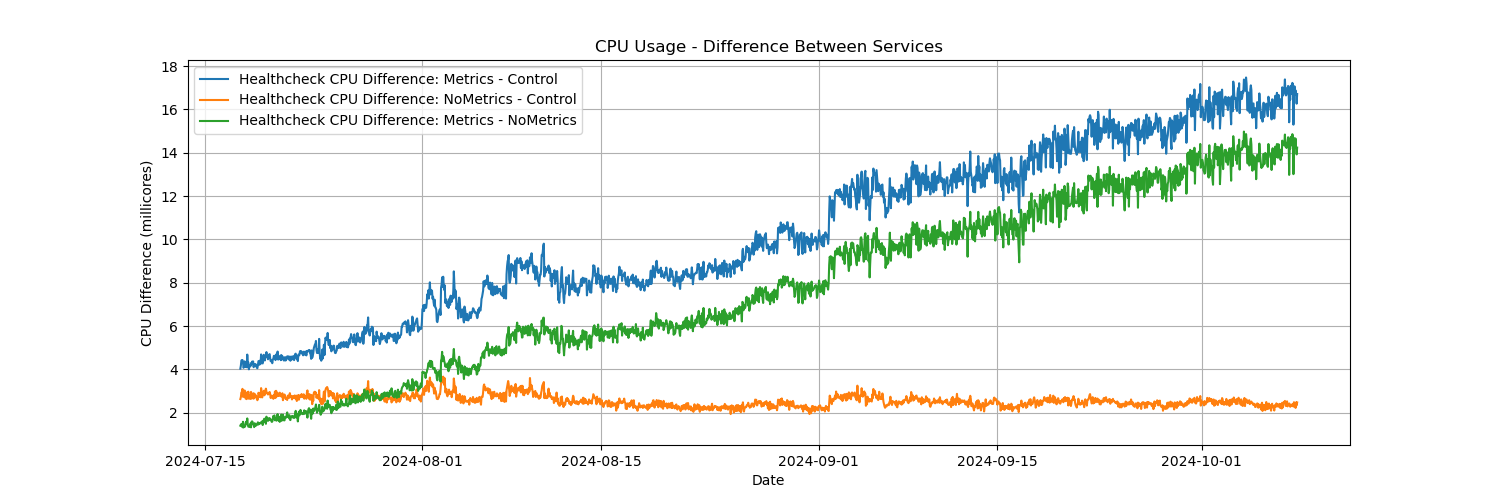 CPU Usage - Difference Between Services
Healthcheck CPU Difference: Metrics - Control
Healthcheck CPU Difference: NoMetrics - Control
Healthcheck CPU Difference: Metrics - NoMetrics
CPU Difference (millicores)
18
16
14
12
10
8
6
4
2
2024-07-15
2024-08-01
2024-08-15
2024-09-01
2024-09-15
2024-10-01
Date